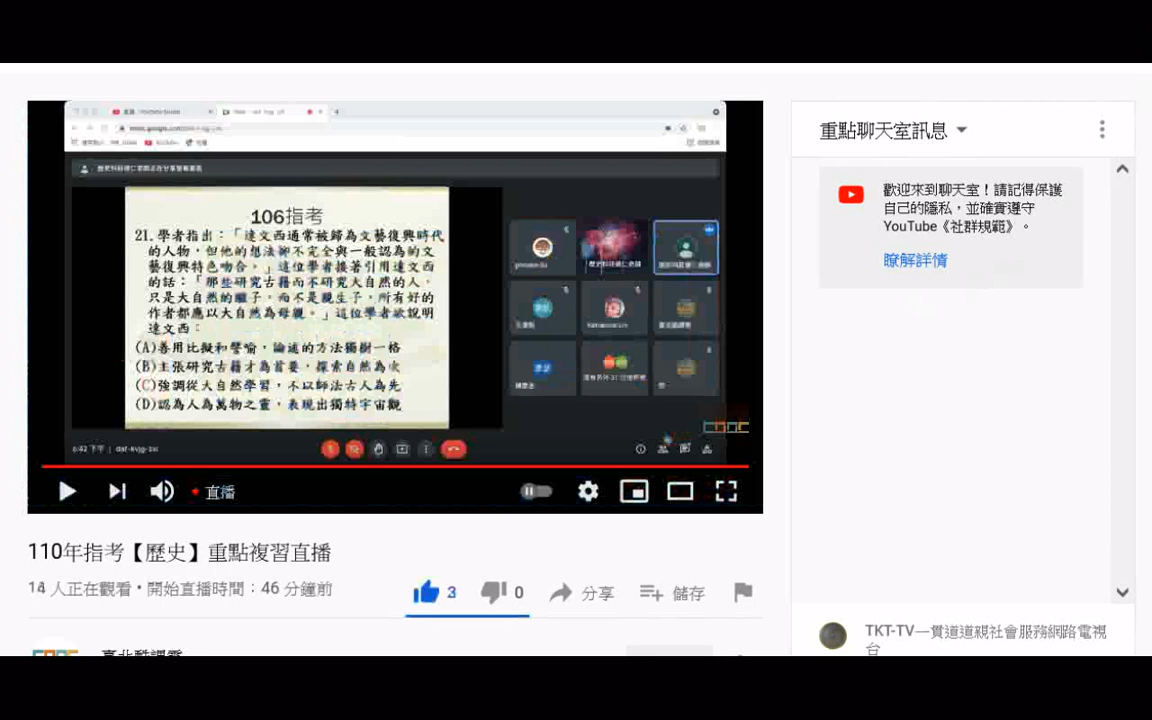 106指考
21.學者指出：「達文西通常被歸為文藝復興時代
的人物，但他的想法卻不完全與一般認為的文
藝復興特色吻合。」這位學者接著引用達文西
的話：「那些研究古籍而不研究大自然的人，
只是大自然的繼子，而不是親生子，所有好的
作者都應以大自然為母親。」這位學者欲說明
達文西：
(A)善用比擬和譬喻，論述的方法獨樹一格
(B)主張研究古籍才為首要，探索自然為次
(C)強調從大自然學習，不以師法古人為先
(D)認為人為萬物之靈，表現出獨特宇宙觀
直播
110年指考【歷史】重點複習直播
14 人正在觀看•開始直播時間：46 分鐘前
3
0
分享
儲存
重點聊天室訊息
歡迎來到聊天室！請記得保護
自己的隱私，並確實遵守
YouTube《社群規範》。
瞭解詳情
TKT-TV—貫道道親社會服務網路電視
台